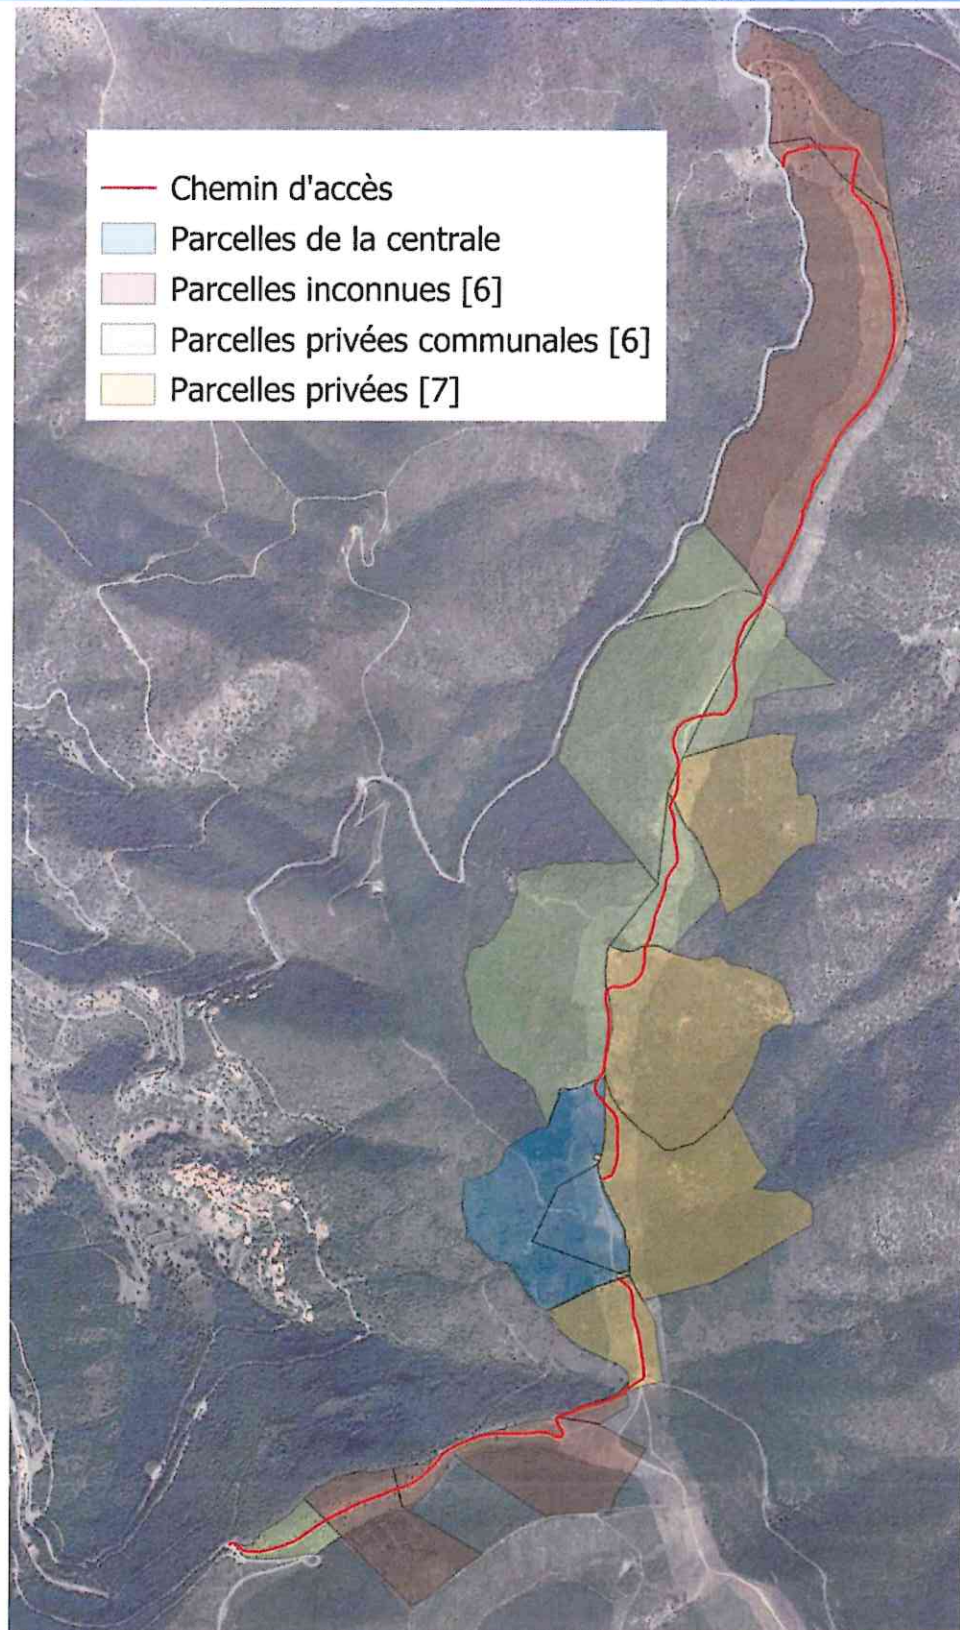 Chemin d'accès
Parcelles de la centrale
Parcelles inconnues [6]
Parcelles privées communales [6]
Parcelles privées [7]